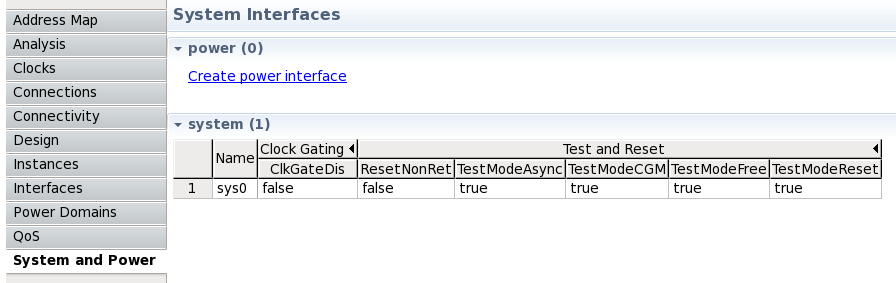 System Interfaces
Address Map
Analysis
Clocks
Connections
Connectivity
Design
Instances
Interfaces
Power Domains
QoS
System and Power
power (0)
Create power interface
system (1)
Name Clock Gating Test and Reset
ClkGateDis ResetNonRet TestModeAsync TestModeCGM TestModeFree TestModeReset
1 sys0 false false true true true true